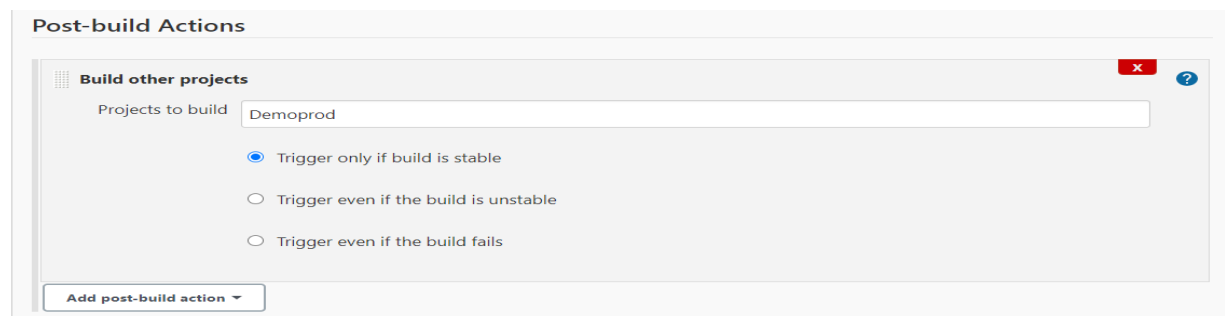 Post-build Actions
Build other projects
X
?
Projects to build
Demoprod
Trigger only if build is stable
Trigger even if the build is unstable
Trigger even if the build fails
Add post-build action